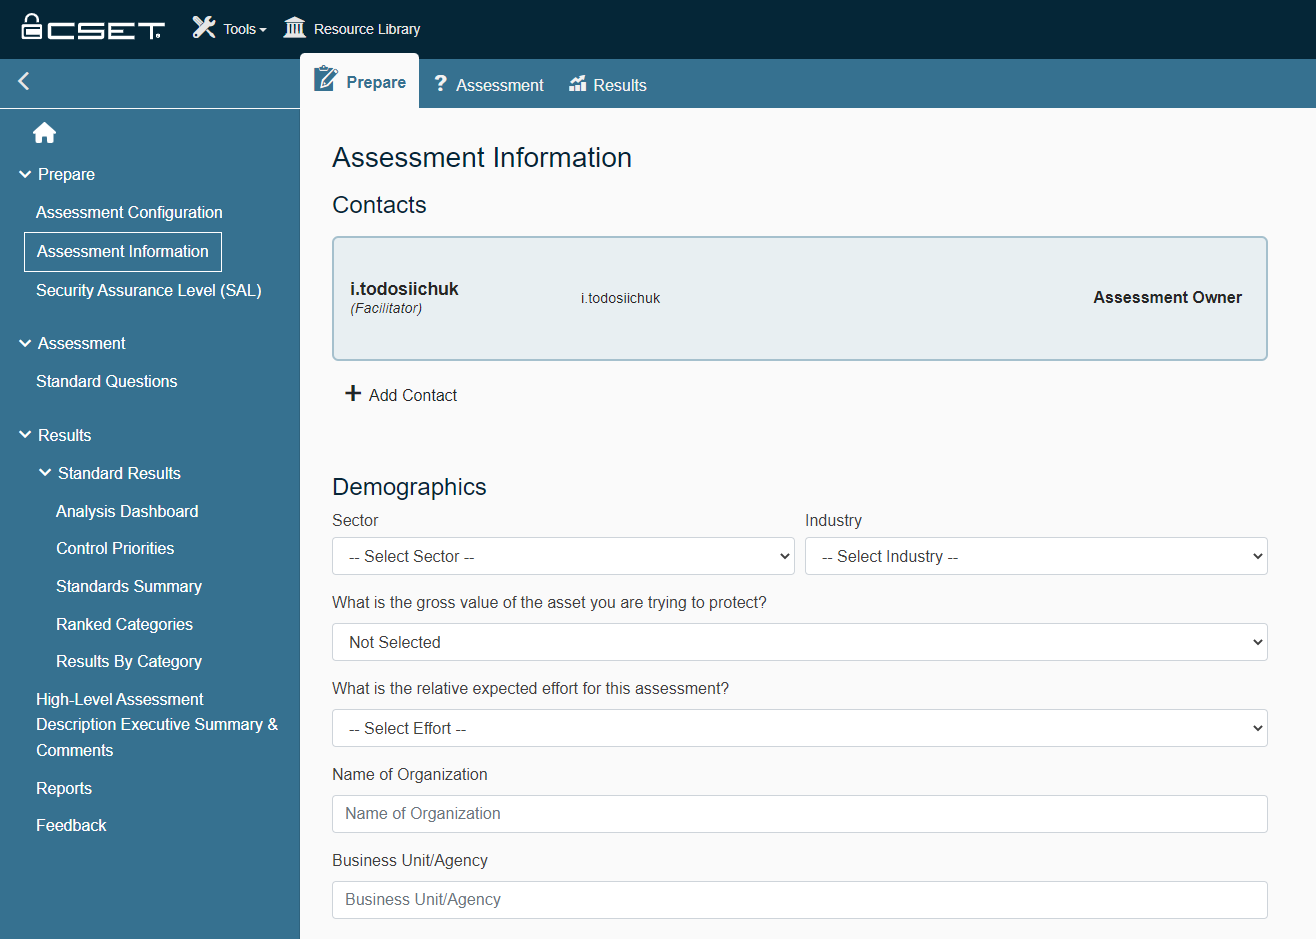 CSET
Tools
Resource Library
Prepare
? Assessment
Results
Prepare
Assessment Configuration
Assessment Information
Security Assurance Level (SAL)
Assessment
Standard Questions
Results
Standard Results
Analysis Dashboard
Control Priorities
Standards Summary
Ranked Categories
Results By Category
High-Level Assessment
Description Executive Summary &
Comments
Reports
Feedback
Assessment Information
Contacts
i.todosiichuk
(Facilitator)
i.todosiichuk
Assessment Owner
+ Add Contact
Demographics
Sector
Industry
-- Select Sector --
-- Select Industry --
What is the gross value of the asset you are trying to protect?
Not Selected
What is the relative expected effort for this assessment?
-- Select Effort --
Name of Organization
Name of Organization
Business Unit/Agency
Business Unit/Agency